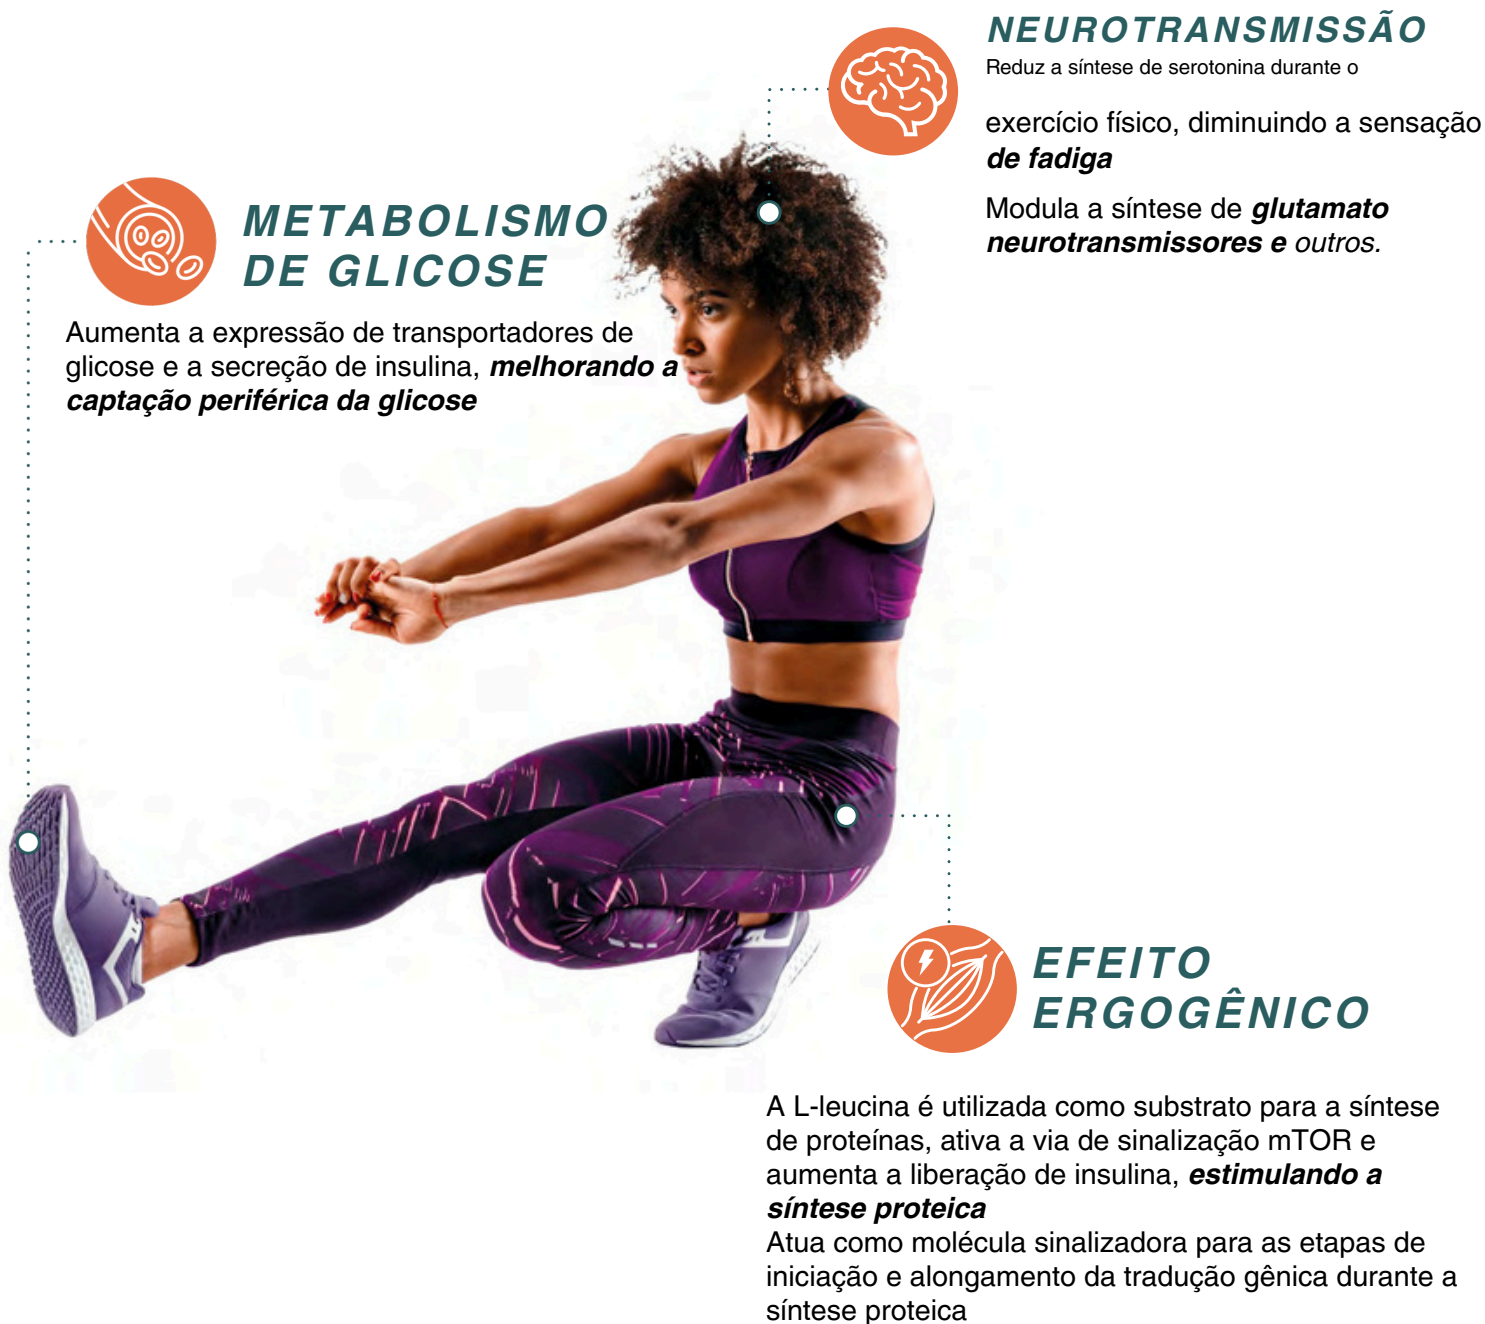 NEUROTRANSMISSÃO
Reduz a síntese de serotonina durante o
exercício físico, diminuindo a sensação
de fadiga
Modula a síntese de glutamato
neurotransmissores e outros.
METABOLISMO
DE GLICOSE
Aumenta a expressão de transportadores de
glicose e a secreção de insulina, melhorando a
captação periférica da glicose
EFEITO
ERGOGÊNICO
A L-leucina é utilizada como substrato para a síntese
de proteínas, ativa a via de sinalização mTOR e
aumenta a liberação de insulina, estimulando a
síntese proteica
Atua como molécula sinalizadora para as etapas de
iniciação e alongamento da tradução gênica durante a
síntese proteica